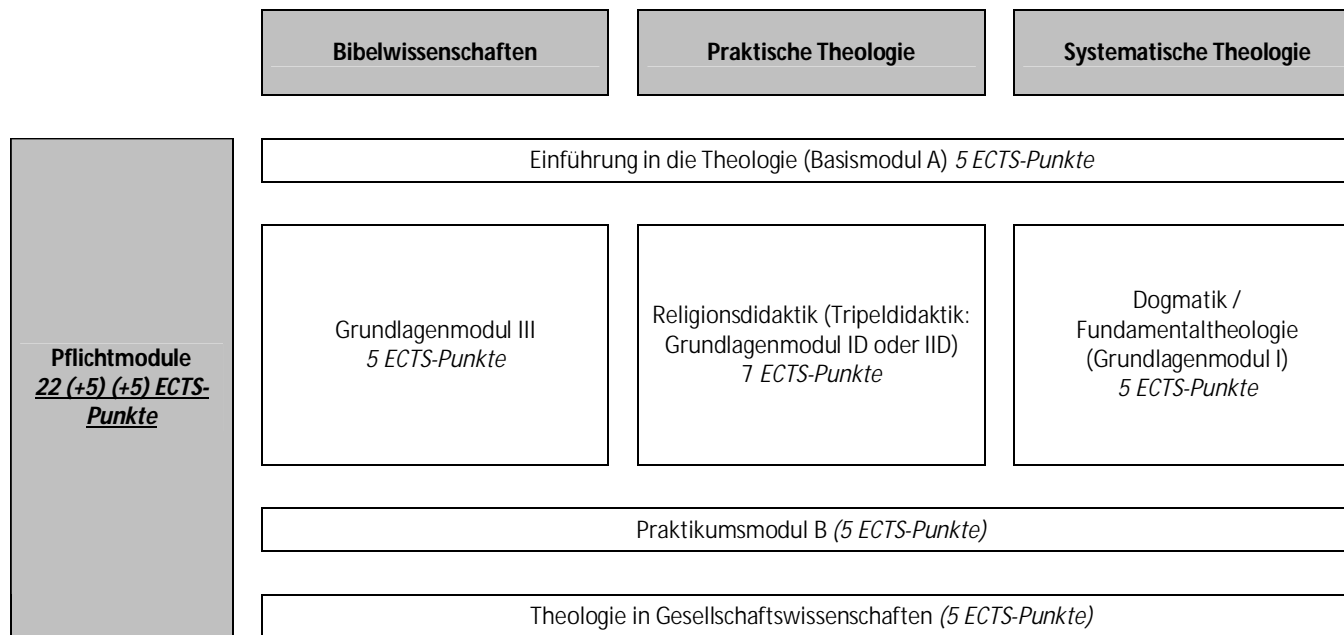 Bibelwissenschaften
Praktische Theologie
Systematische Theologie
Einführung in die Theologie (Basismodul A) 5 ECTS-Punkte
Pflichtmodule
22 (+5) (+5) ECTS-
Punkte
Grundlagenmodul III
5 ECTS-Punkte
Religionsdidaktik (Tripeldidaktik:
Grundlagenmodul ID oder IID)
7 ECTS-Punkte
Dogmatik /
Fundamentaltheologie
(Grundlagenmodul I)
5 ECTS-Punkte
Praktikumsmodul B (5 ECTS-Punkte)
Theologie in Gesellschaftswissenschaften (5 ECTS-Punkte)